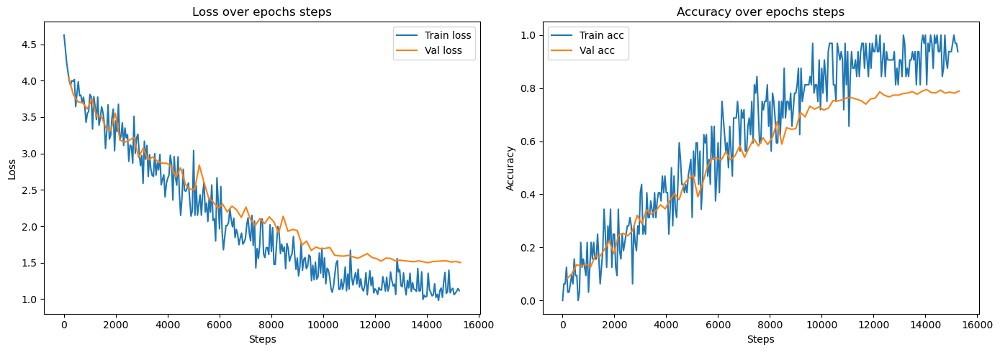 Loss over epochs steps
Train loss
Val loss
4.5
4.0
3.5
3.0
2.5
2.0
1.5
1.0
Loss
0 2000 4000 6000 8000 10000 12000 14000 16000
Steps
Accuracy over epochs steps
Train acc
Val acc
1.0
0.8
0.6
0.4
0.2
0.0
Accuracy
0 2000 4000 6000 8000 10000 12000 14000 16000
Steps